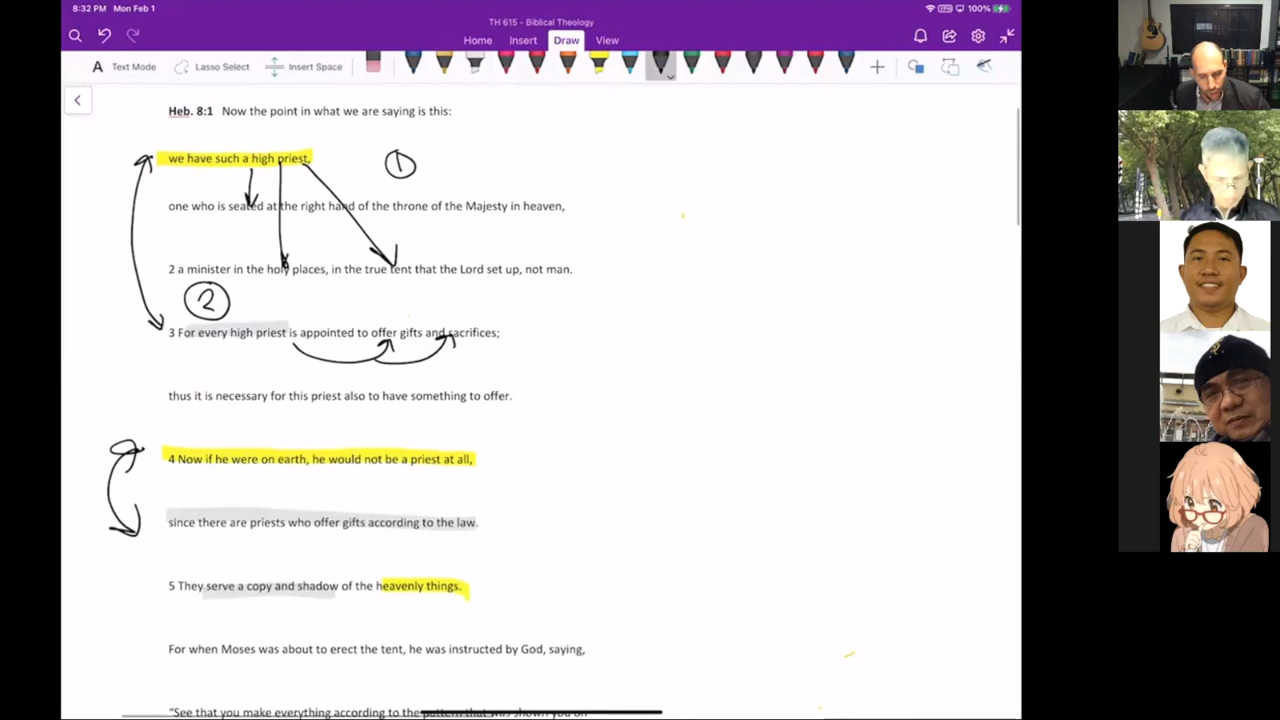 8:32 PM Mon Feb 1
100%
TH 615 - Biblical Theology
Home Insert Draw View
A Text Mode Lasso Select Insert Space
Heb. 8:1 Now the point in what we are saying is this:
we have such a high priest,
1
one who is seated at the right hand of the throne of the Majesty in heaven,
2 a minister in the holy places, in the true tent that the Lord set up, not man.
2
3 For every high priest is appointed to offer gifts and sacrifices;
thus it is necessary for this priest also to have something to offer.
4 Now if he were on earth, he would not be a priest at all,
since there are priests who offer gifts according to the law.
5 They serve a copy and shadow of the heavenly things.
For when Moses was about to erect the tent, he was instructed by God, saying,
“See that you make everything according to the pattern that was shown you on